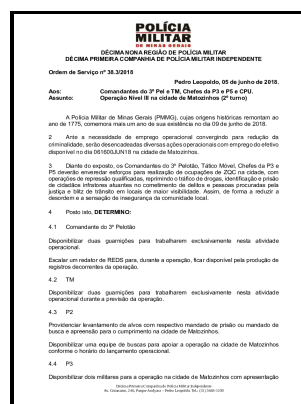 POLÍCIA
MILITAR
DE MINAS GERAIS
DÉCIMA NONA REGIÃO DE POLÍCIA MILITAR
DÉCIMA PRIMEIRA COMPANHIA DE POLÍCIA MILITAR INDEPENDENTE
Ordem de Serviço nº 38.3/2018
Pedro Leopoldo, 05 de junho de 2018.
Aos: Comandantes do 3º Pel e TM, Chefes da P3 e P5 e CPU.
Assunto: Operação Nível III na cidade de Matozinhos (2º turno)
A Polícia Militar de Minas Gerais (PMMG), cujas origens históricas remontam ao
ano de 1775, comemora mais um ano de sua existência no dia 09 de junho de 2018.
2 Ante a necessidade de emprego operacional convergindo para redução da
criminalidade, serão desencadeadas diversas ações operacionais com emprego do efetivo
disponível no dia 061600JUN18 na cidade de Matozinhos.
3 Diante do exposto, os Comandantes do 3º Pelotão, Tático Móvel, Chefes da P3 e
P5 deverão envere​dar esforços para realização de ocupações de ZQC na cidade, com
operações de repressão qualificadas, reprimindo o tráfico de drogas, identificação e prisão
de cidadãos infratores atuantes no cometimento de delitos e pessoas procuradas pela
justiça e blitz de trânsito em locais de maior visibilidade. Assim, de forma a reduzir a
desordem e a sensação de insegurança da comunidade local.
4 Posto isto, DETERMINO:
4.1 Comandante do 3º Pelotão
Disponibilizar duas guarnições para trabalharem exclusivamente nesta atividade
operacional.
Escalar um redator de REDS para, durante a operação, ficar disponível pela produção de
registros decorrentes da operação.
4.2 TM
Disponibilizar duas guarnições para trabalharem exclusivamente nesta atividade
operacional durante a previsão da operação.
4.3 P2
Providenciar levantamento de alvos com respectivo mandado de prisão ou mandado de
busca e apreensão para o cumprimento na cidade de Matozinhos.
Disponibilizar uma equipe de buscas para apoiar a operação na cidade de Matozinhos
conforme o horário do lançamento operacional.
4.4 P3
Disponibilizar dois militares para a operação na cidade de Matozinhos com apresentação
Décima Primeira Companhia de Polícia Militar Independente